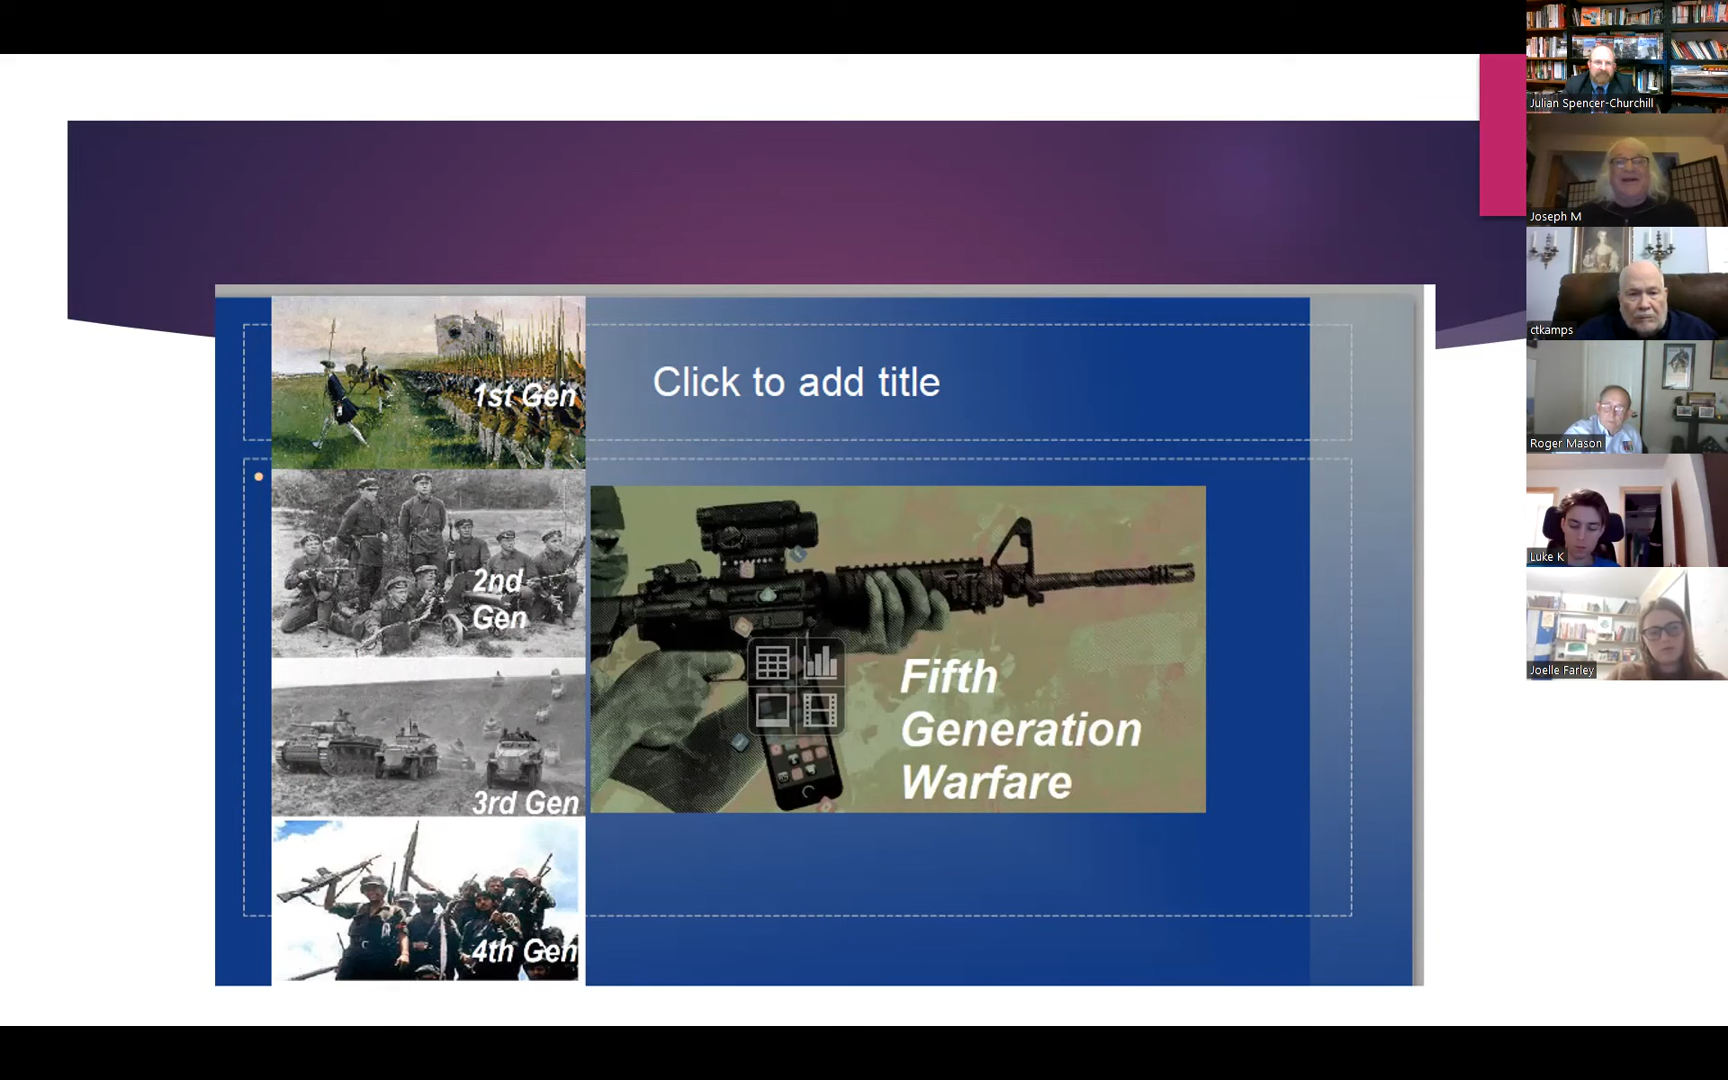 Click to add title
1st Gen
2nd
Gen
3rd Gen
4th Gen
Fifth
Generation
Warfare
Julian Spencer-Churchill
Joseph M
ctkamps
Roger Mason
Luke K
Joelle Farley